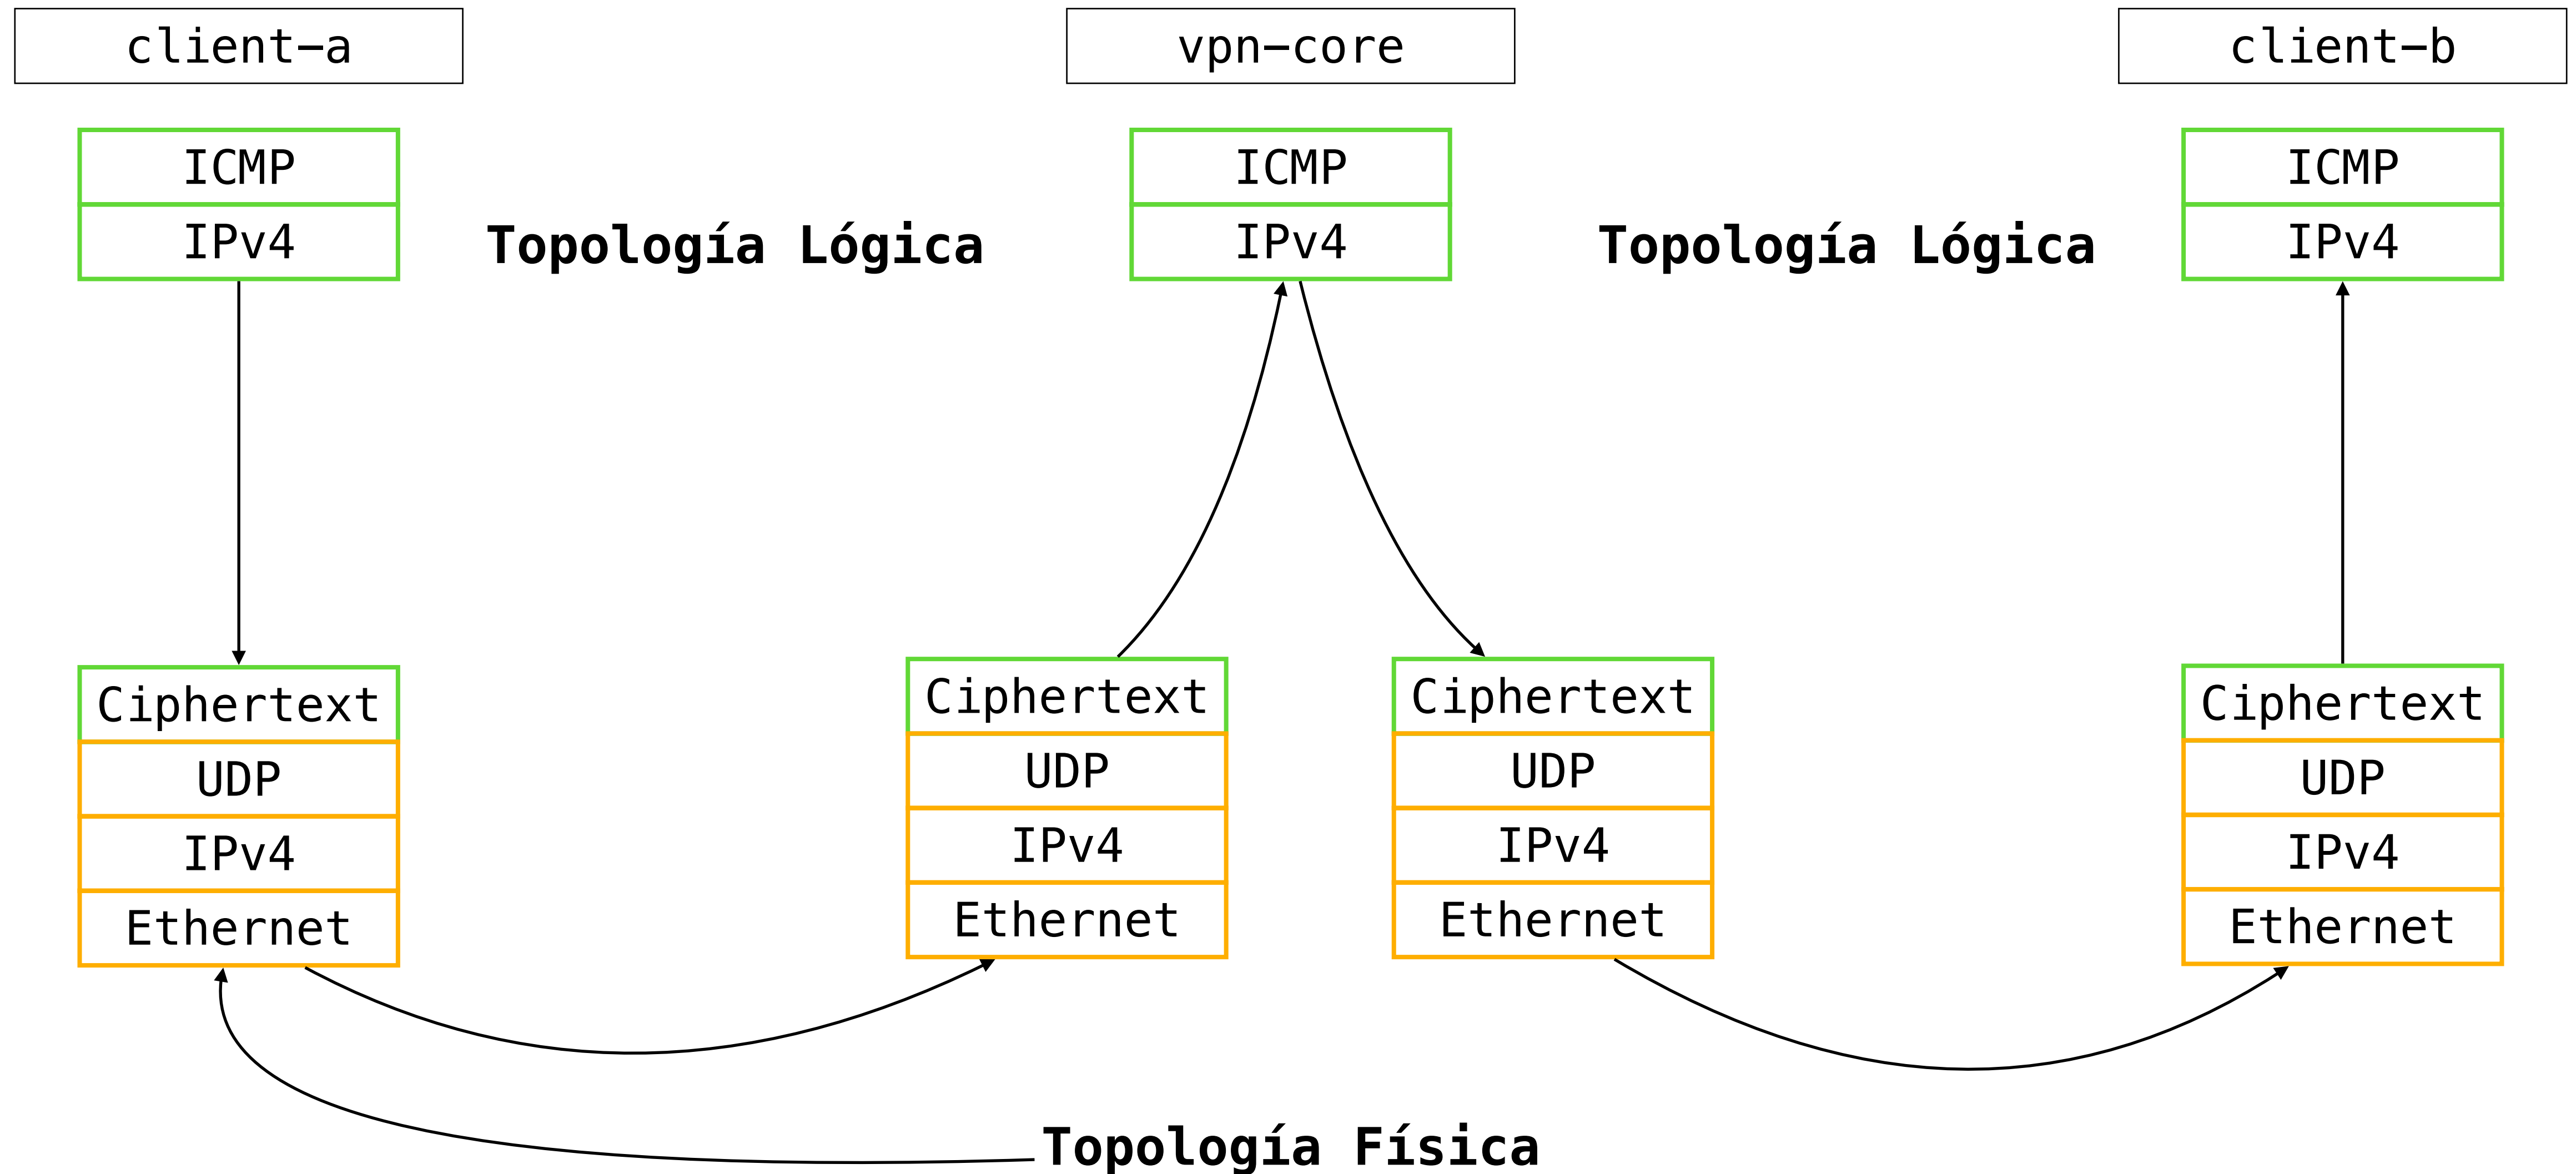 client-a
vpn-core
client-b
ICMP
IPv4
Topología Lógica
ICMP
IPv4
Topología Lógica
ICMP
IPv4
Ciphertext
UDP
IPv4
Ethernet
Ciphertext
UDP
IPv4
Ethernet
Ciphertext
UDP
IPv4
Ethernet
Ciphertext
UDP
IPv4
Ethernet
Topología Física